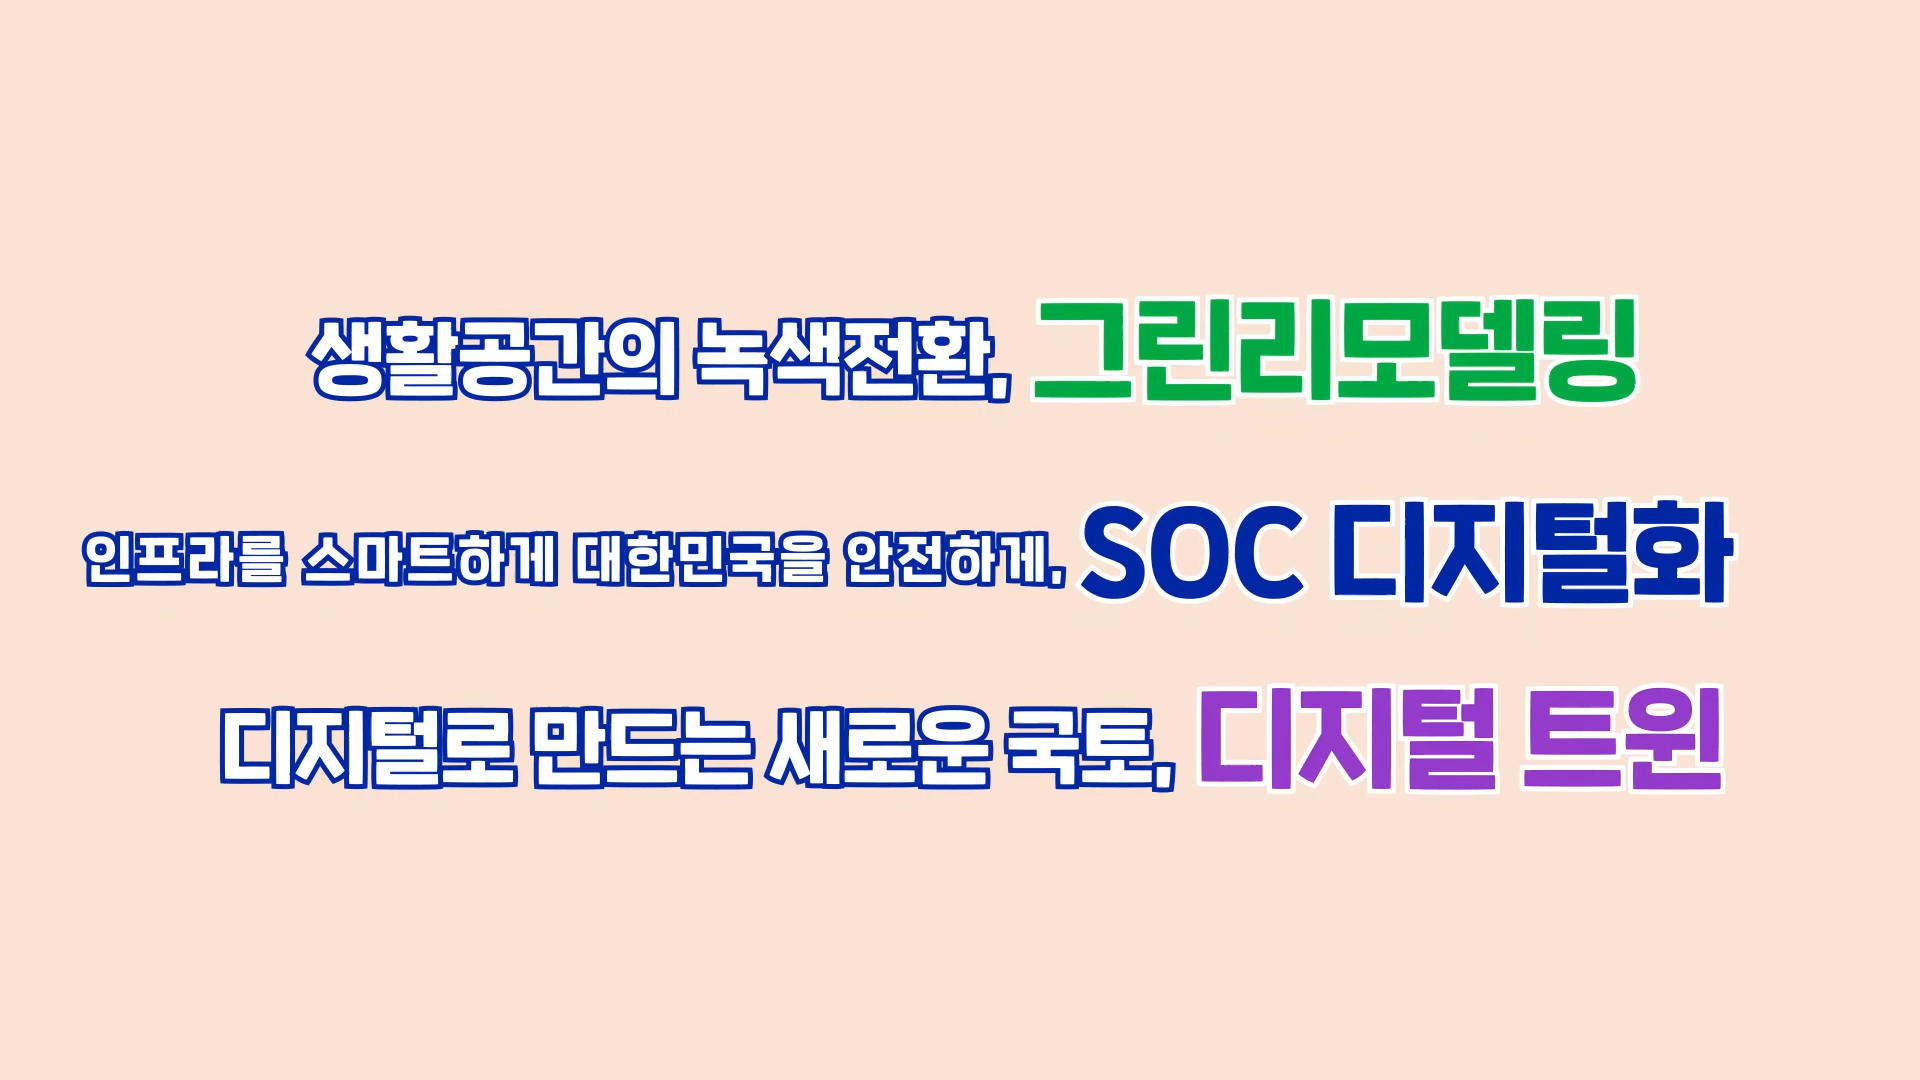 생활공간의 녹색전환, 그린리모델링
인프라를 스마트하게 대한민국을 안전하게, SOC 디지털화
디지털로 만드는 새로운 국토, 디지털 트윈